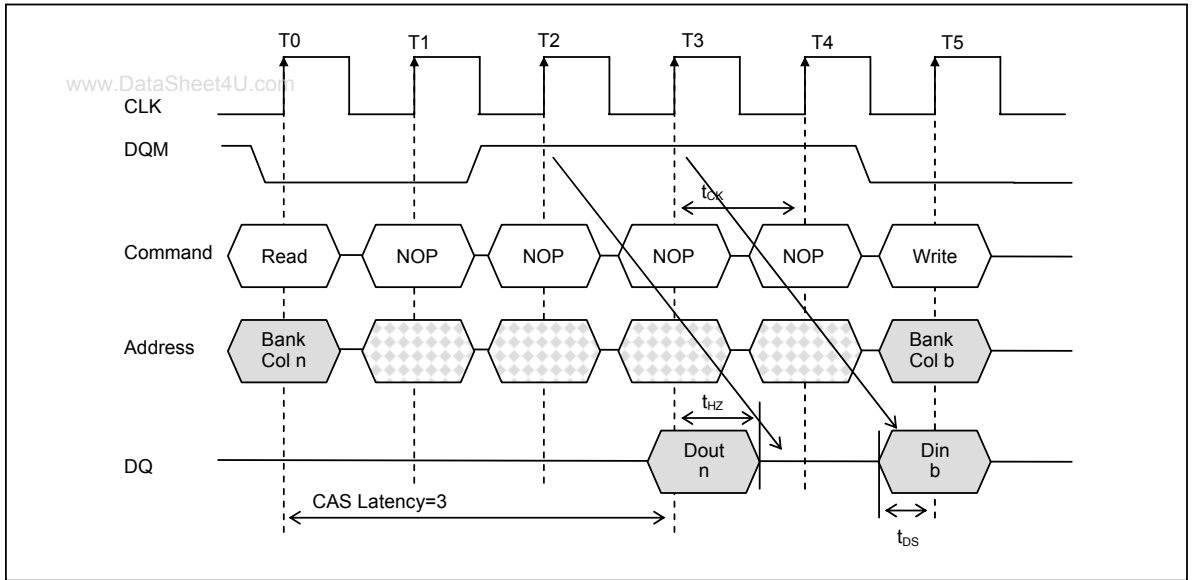 T0 T1 T2 T3 T4 T5
www.DataSheet4U.com
CLK
DQM
tCK
Command Read NOP NOP NOP NOP Write
Address Bank Col n Bank Col b
tHZ
DQ Dout n Din b
CAS Latency=3
tDS